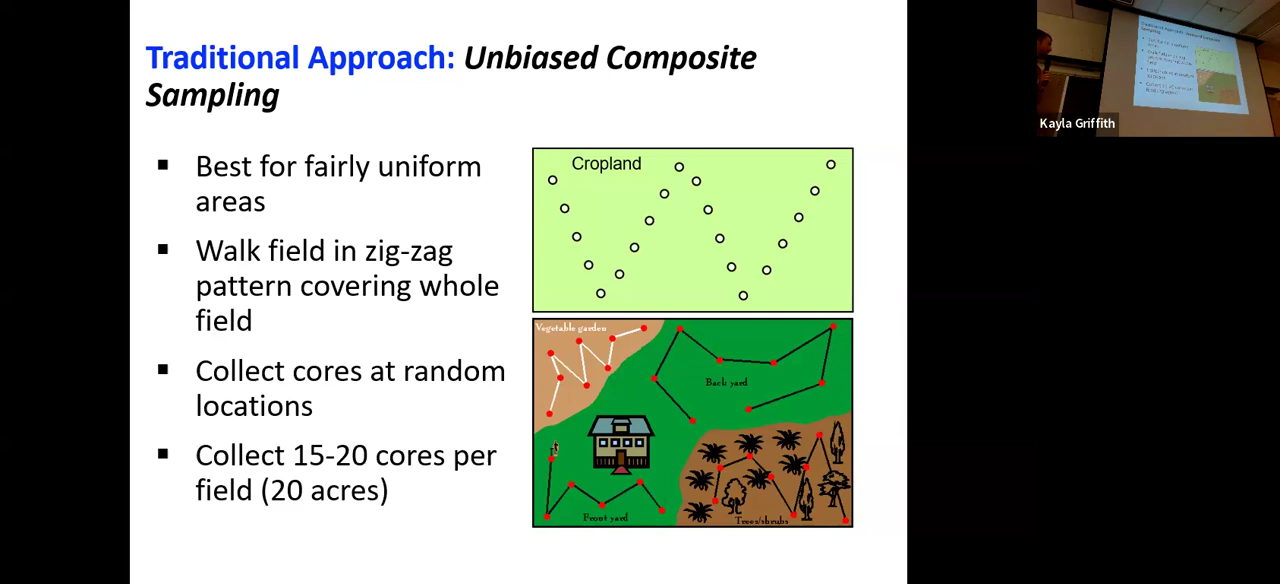 Traditional Approach: Unbiased Composite
Sampling
▪ Best for fairly uniform
areas
▪ Walk field in zig-zag
pattern covering whole
field
▪ Collect cores at random
locations
▪ Collect 15-20 cores per
field (20 acres)
Cropland
Vegetable garden
Back yard
Front yard
Trees/shrubs
Kayla Griffith